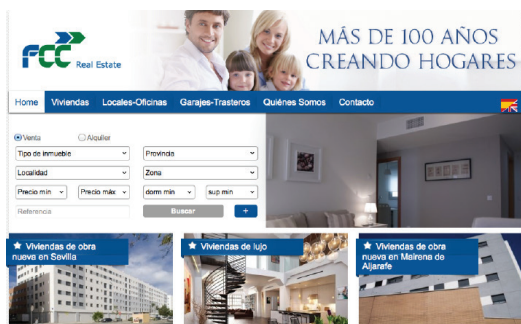 fcc Real Estate
MÁS DE 100 AÑOS
CREANDO HOGARES
Home Viviendas Locales-Oficinas Garajes-Trasteros Quiénes Somos Contacto
Venta Alquiler
Tipo de inmueble Provincia
Localidad Zona
Precio min Precio máx dorm min sup min
Referencia Buscar +
Viviendas de obra
nueva en Sevilla
Viviendas de lujo
Viviendas de obra
nueva en Mairena de
Aljarafe